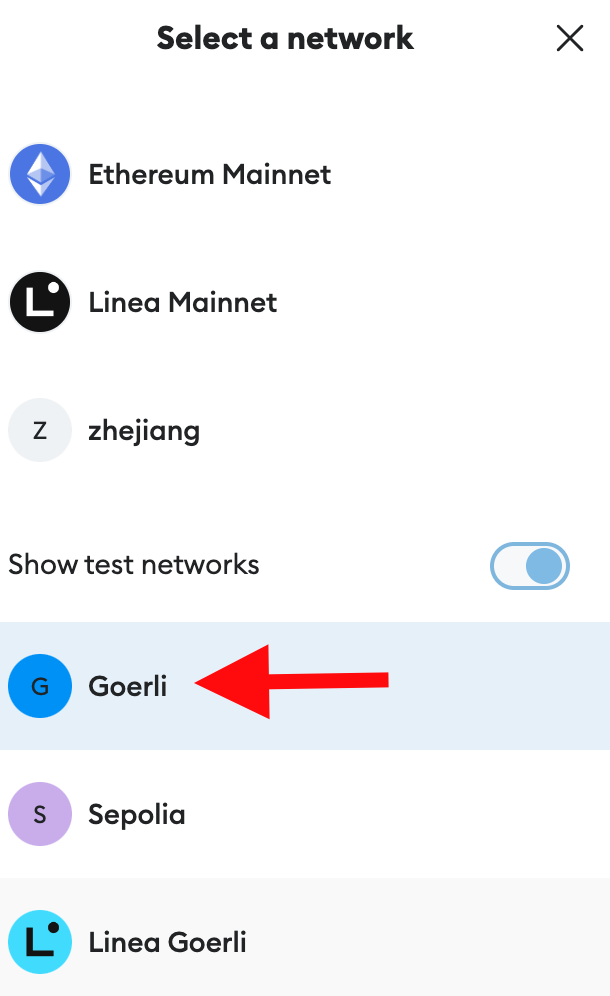 Select a network
Ethereum Mainnet
L Linea Mainnet
Z zhejiang
Show test networks
G Goerli
S Sepolia
L Linea Goerli